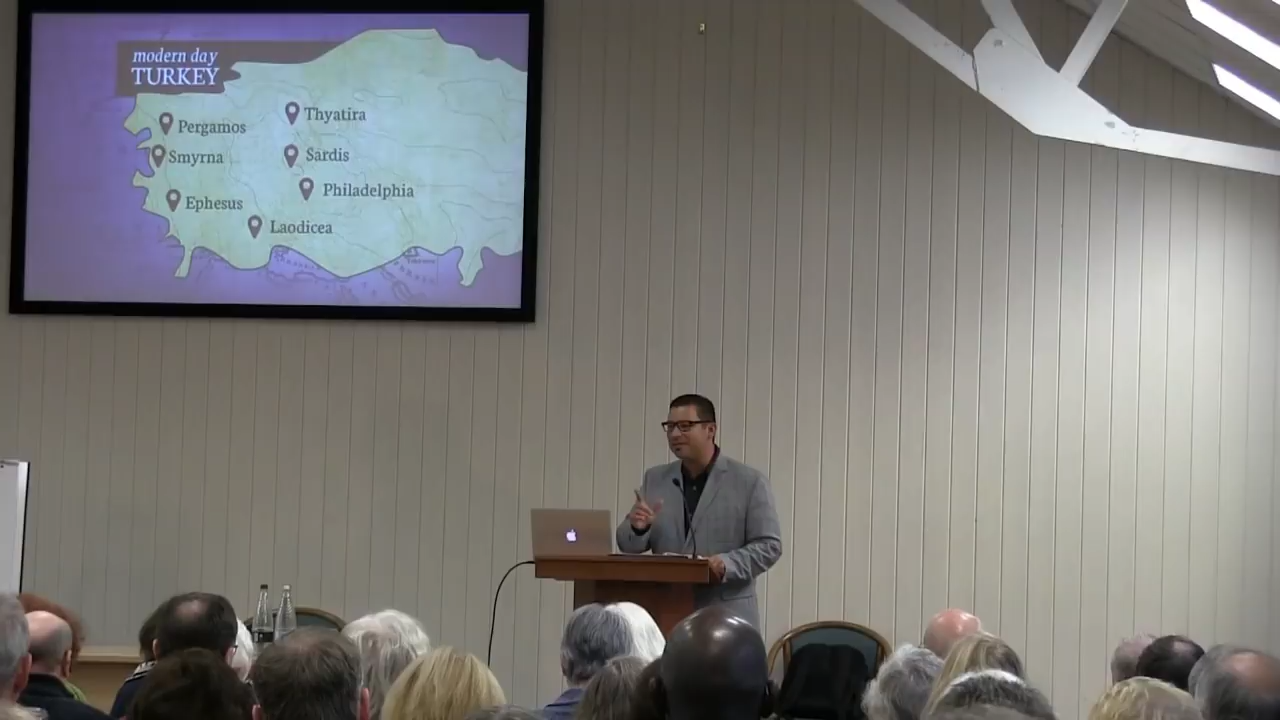 modern day
TURKEY
Thyatira
Pergamos
Sardis
Smyrna
Philadelphia
Ephesus
Laodicea